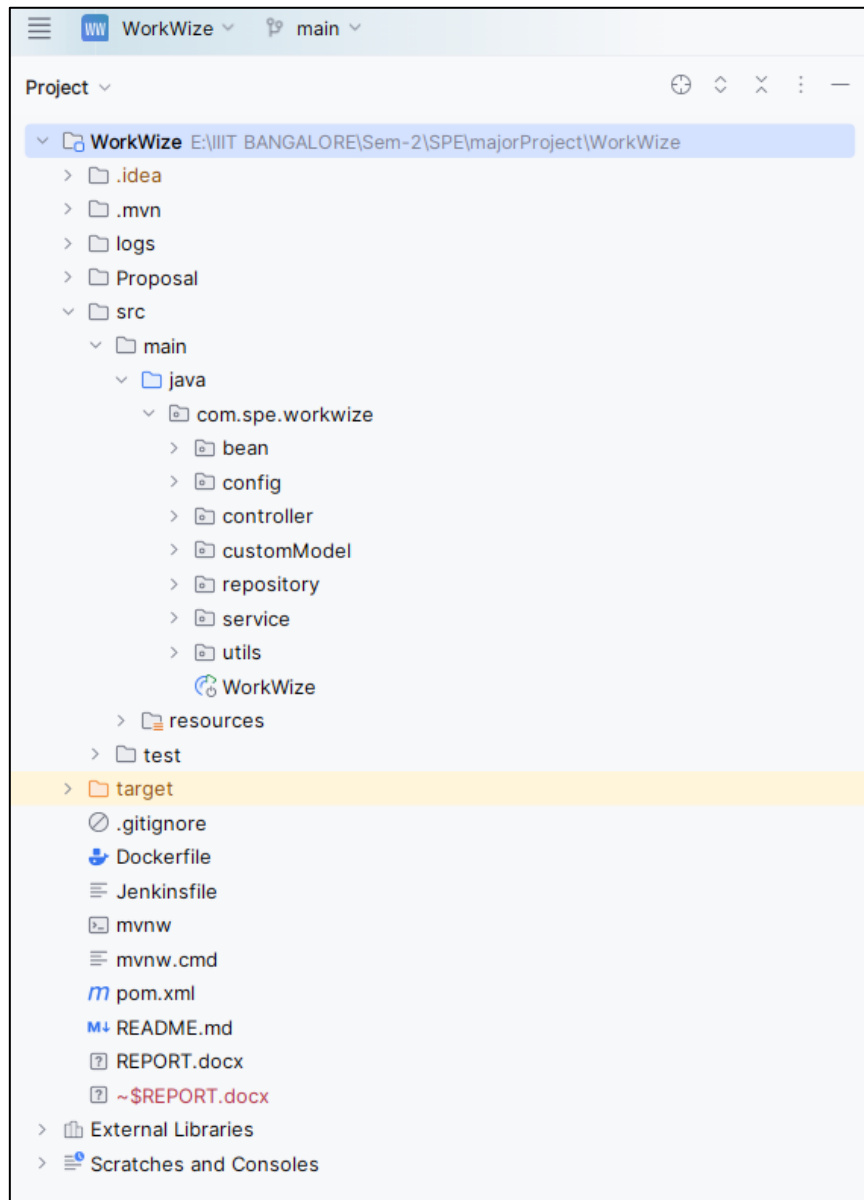 WW WorkWize main
Project
WorkWize E:\IIIT BANGALORE\Sem-2\SPE\majorProject\WorkWize
.idea
.mvn
logs
Proposal
src
main
java
com.spe.workwize
bean
config
controller
customModel
repository
service
utils
WorkWize
resources
test
target
.gitignore
Dockerfile
Jenkinsfile
mvnw
mvnw.cmd
m pom.xml
M↓ README.md
? REPORT.docx
? ~$REPORT.docx
External Libraries
Scratches and Consoles